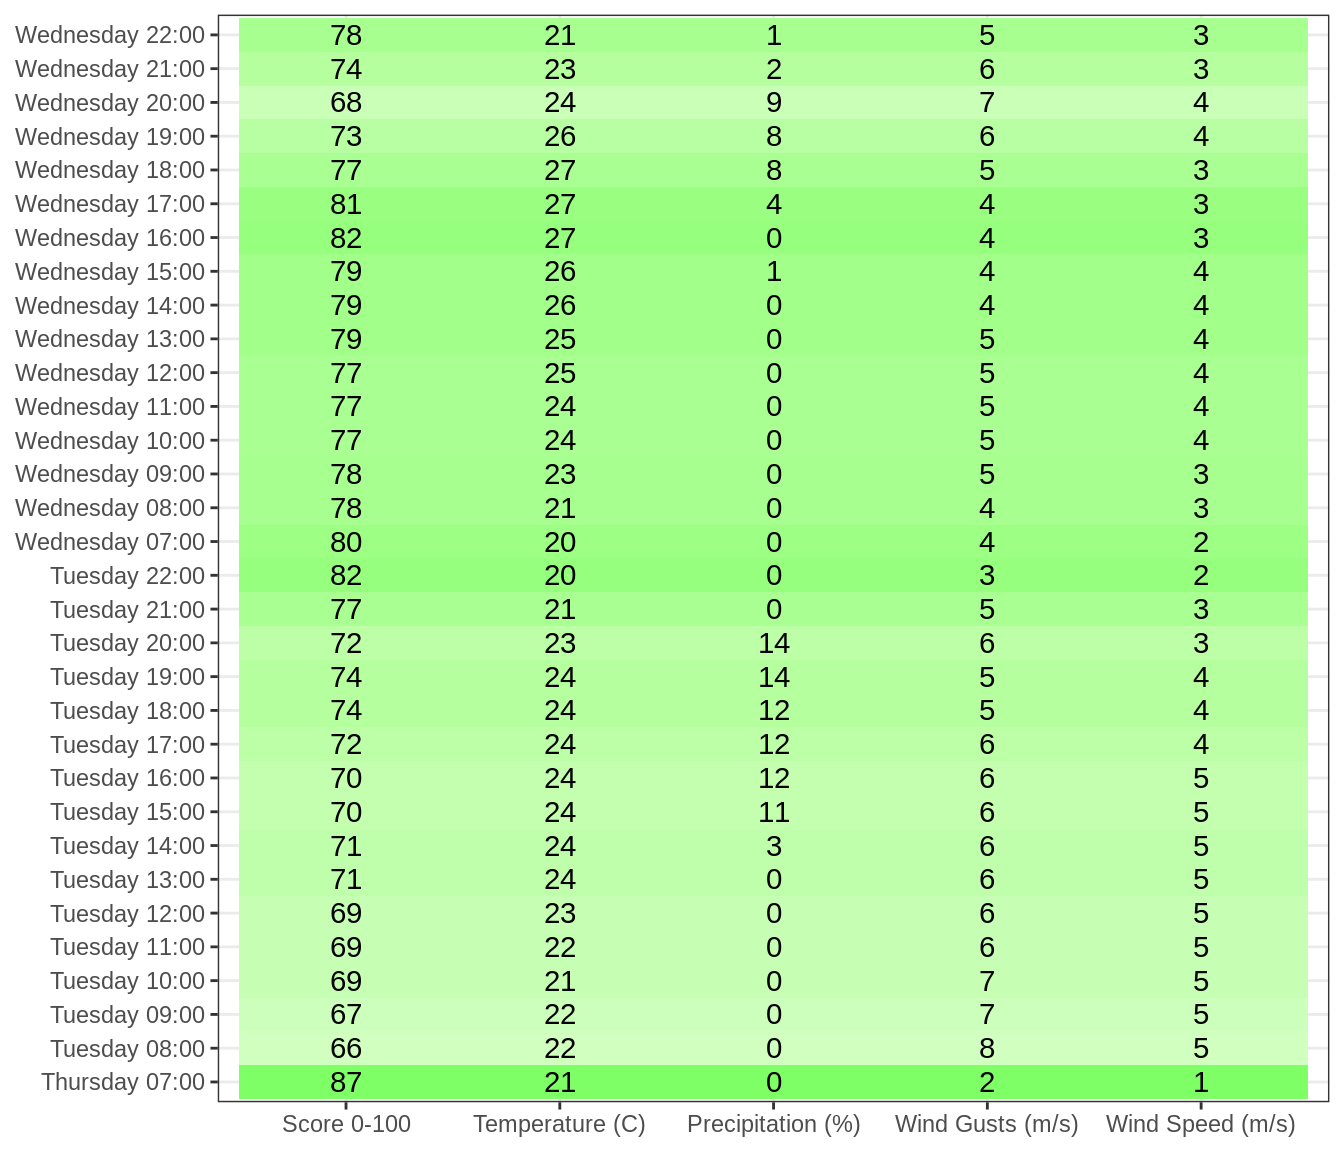 Wednesday 22:00 78 21 1 5 3
Wednesday 21:00 74 23 2 6 3
Wednesday 20:00 68 24 9 7 4
Wednesday 19:00 73 26 8 6 4
Wednesday 18:00 77 27 8 5 3
Wednesday 17:00 81 27 4 4 3
Wednesday 16:00 82 27 0 4 3
Wednesday 15:00 79 26 1 4 4
Wednesday 14:00 79 26 0 4 4
Wednesday 13:00 79 25 0 5 4
Wednesday 12:00 77 25 0 5 4
Wednesday 11:00 77 24 0 5 4
Wednesday 10:00 77 24 0 5 4
Wednesday 09:00 78 23 0 5 3
Wednesday 08:00 78 21 0 4 3
Wednesday 07:00 80 20 0 4 2
Tuesday 22:00 82 20 0 3 2
Tuesday 21:00 77 21 0 5 3
Tuesday 20:00 72 23 14 6 3
Tuesday 19:00 74 24 14 5 4
Tuesday 18:00 74 24 12 5 4
Tuesday 17:00 72 24 12 6 4
Tuesday 16:00 70 24 12 6 5
Tuesday 15:00 70 24 11 6 5
Tuesday 14:00 71 24 3 6 5
Tuesday 13:00 71 24 0 6 5
Tuesday 12:00 69 23 0 6 5
Tuesday 11:00 69 22 0 6 5
Tuesday 10:00 69 21 0 7 5
Tuesday 09:00 67 22 0 7 5
Tuesday 08:00 66 22 0 8 5
Thursday 07:00 87 21 0 2 1
Score 0-100 Temperature (C) Precipitation (%) Wind Gusts (m/s) Wind Speed (m/s)